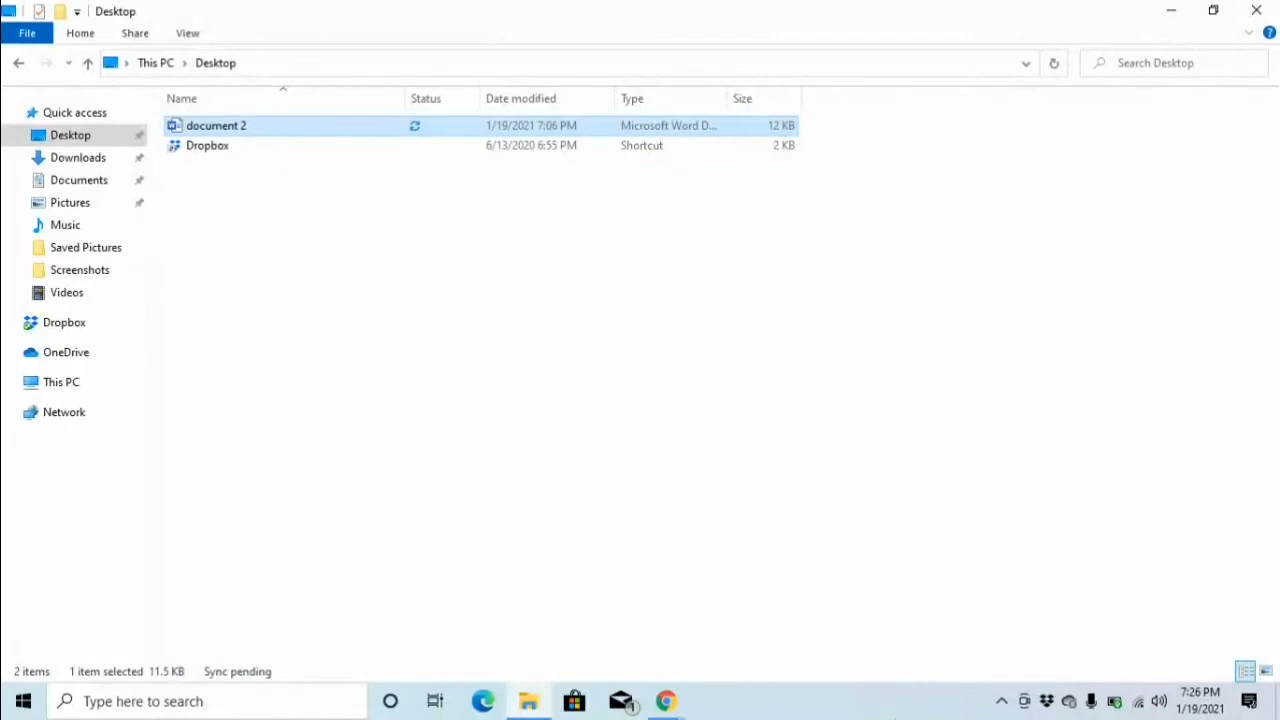 Desktop
File Home Share View
This PC Desktop Search Desktop
Name Status Date modified Type Size
document 2 1/19/2021 7:06 PM Microsoft Word D... 12 KB
Dropbox 6/13/2020 6:55 PM Shortcut 2 KB
Quick access
Desktop
Downloads
Documents
Pictures
Music
Saved Pictures
Screenshots
Videos
Dropbox
OneDrive
This PC
Network
2 items 1 item selected 11.5 KB Sync pending
Type here to search 1 7:26 PM
1/19/2021